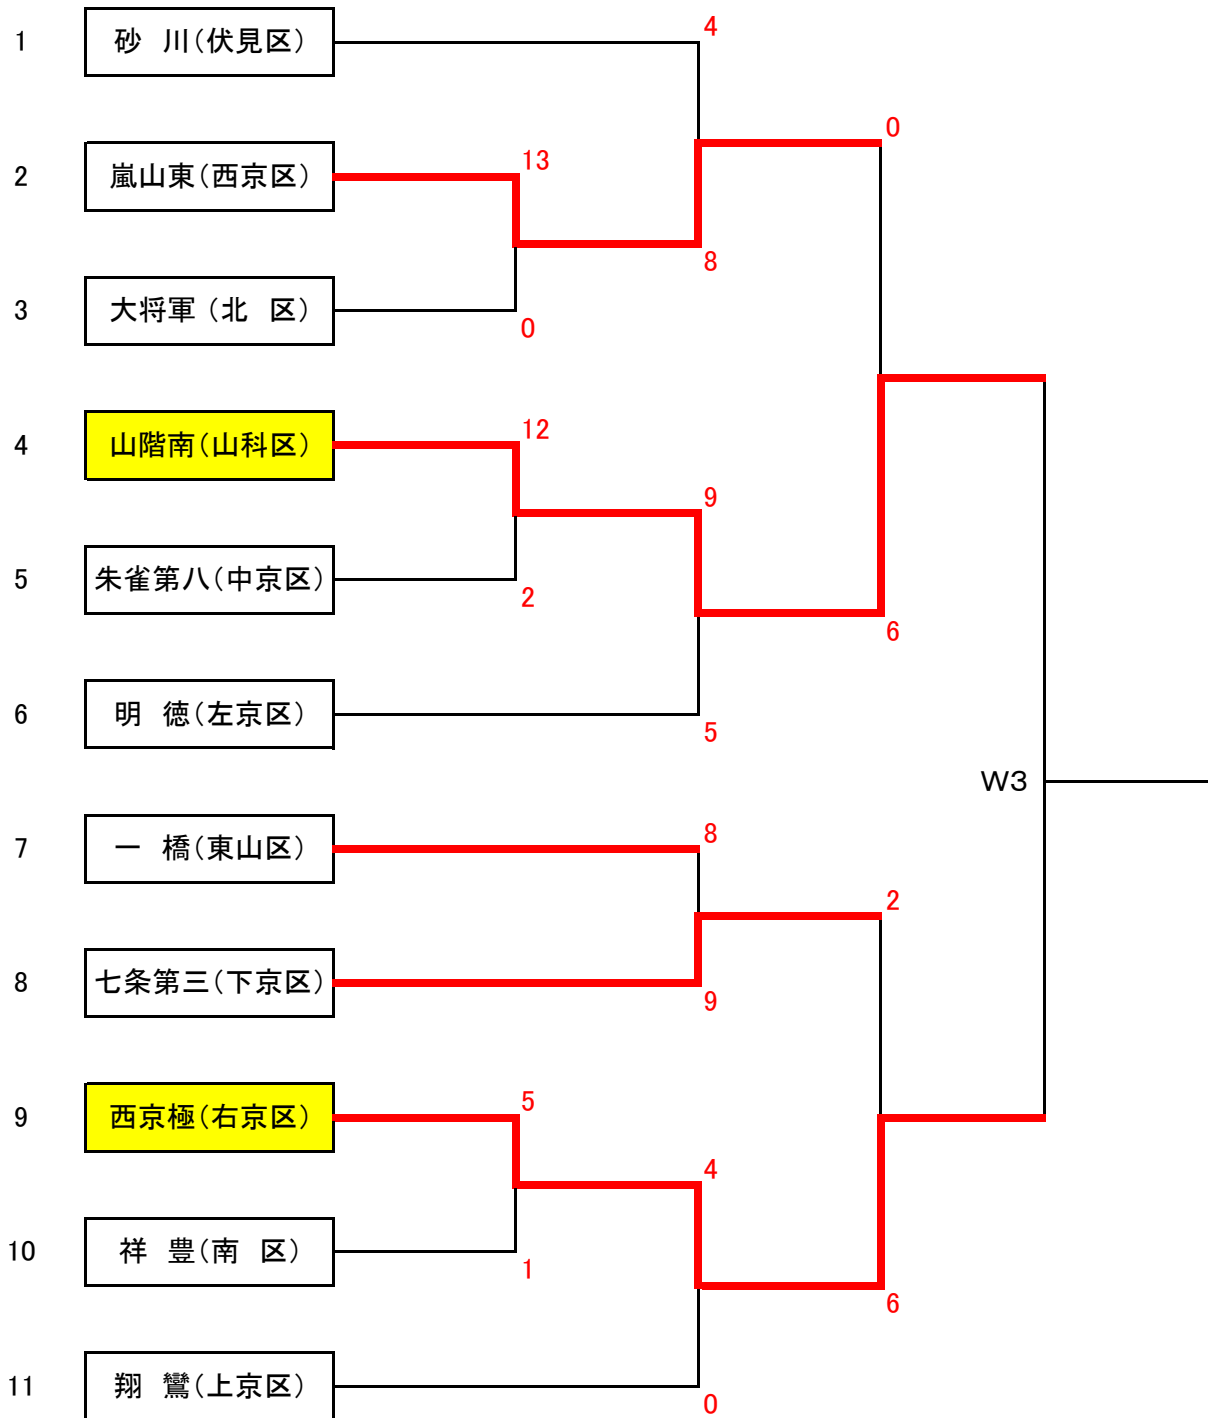 4
1 砂 川(伏見区)
0
13
2 嵐山東(西京区)
8
3 大将軍 (北 区)
0
12
4 山階南(山科区)
9
5 朱雀第八(中京区)
2
6
6 明 徳(左京区)
5
W3
8
7 一 橋(東山区)
2
8 七条第三(下京区)
9
5
9 西京極(右京区)
4
10 祥 豊(南 区)
1
6
11 翔 鸞(上京区)
0